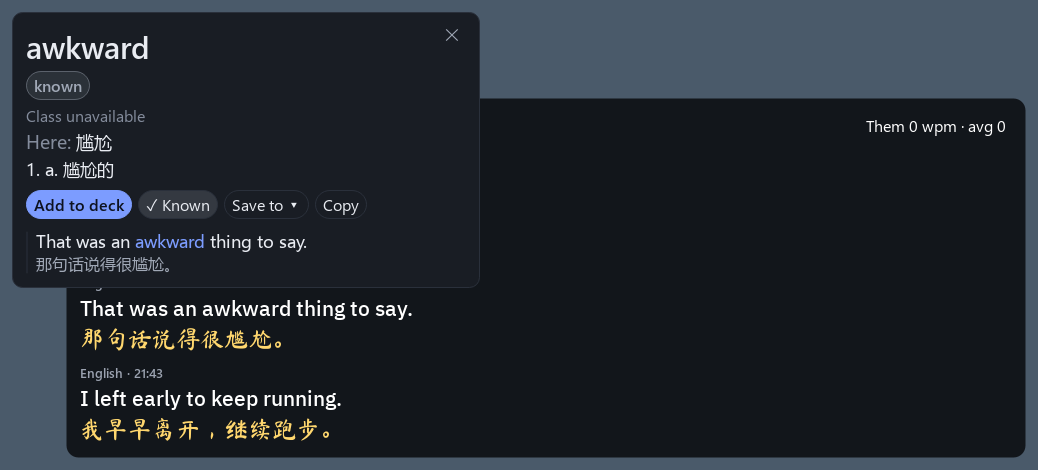 awkward
known
Class unavailable
Here: 尴尬
1. a. 尴尬的
Add to deck ✓ Known Save to ▾ Copy
That was an awkward thing to say.
那句话说得很尴尬。
Them 0 wpm · avg 0
That was an awkward thing to say.
那句话说得很尴尬。
English · 21:43
I left early to keep running.
我早早离开，继续跑步。